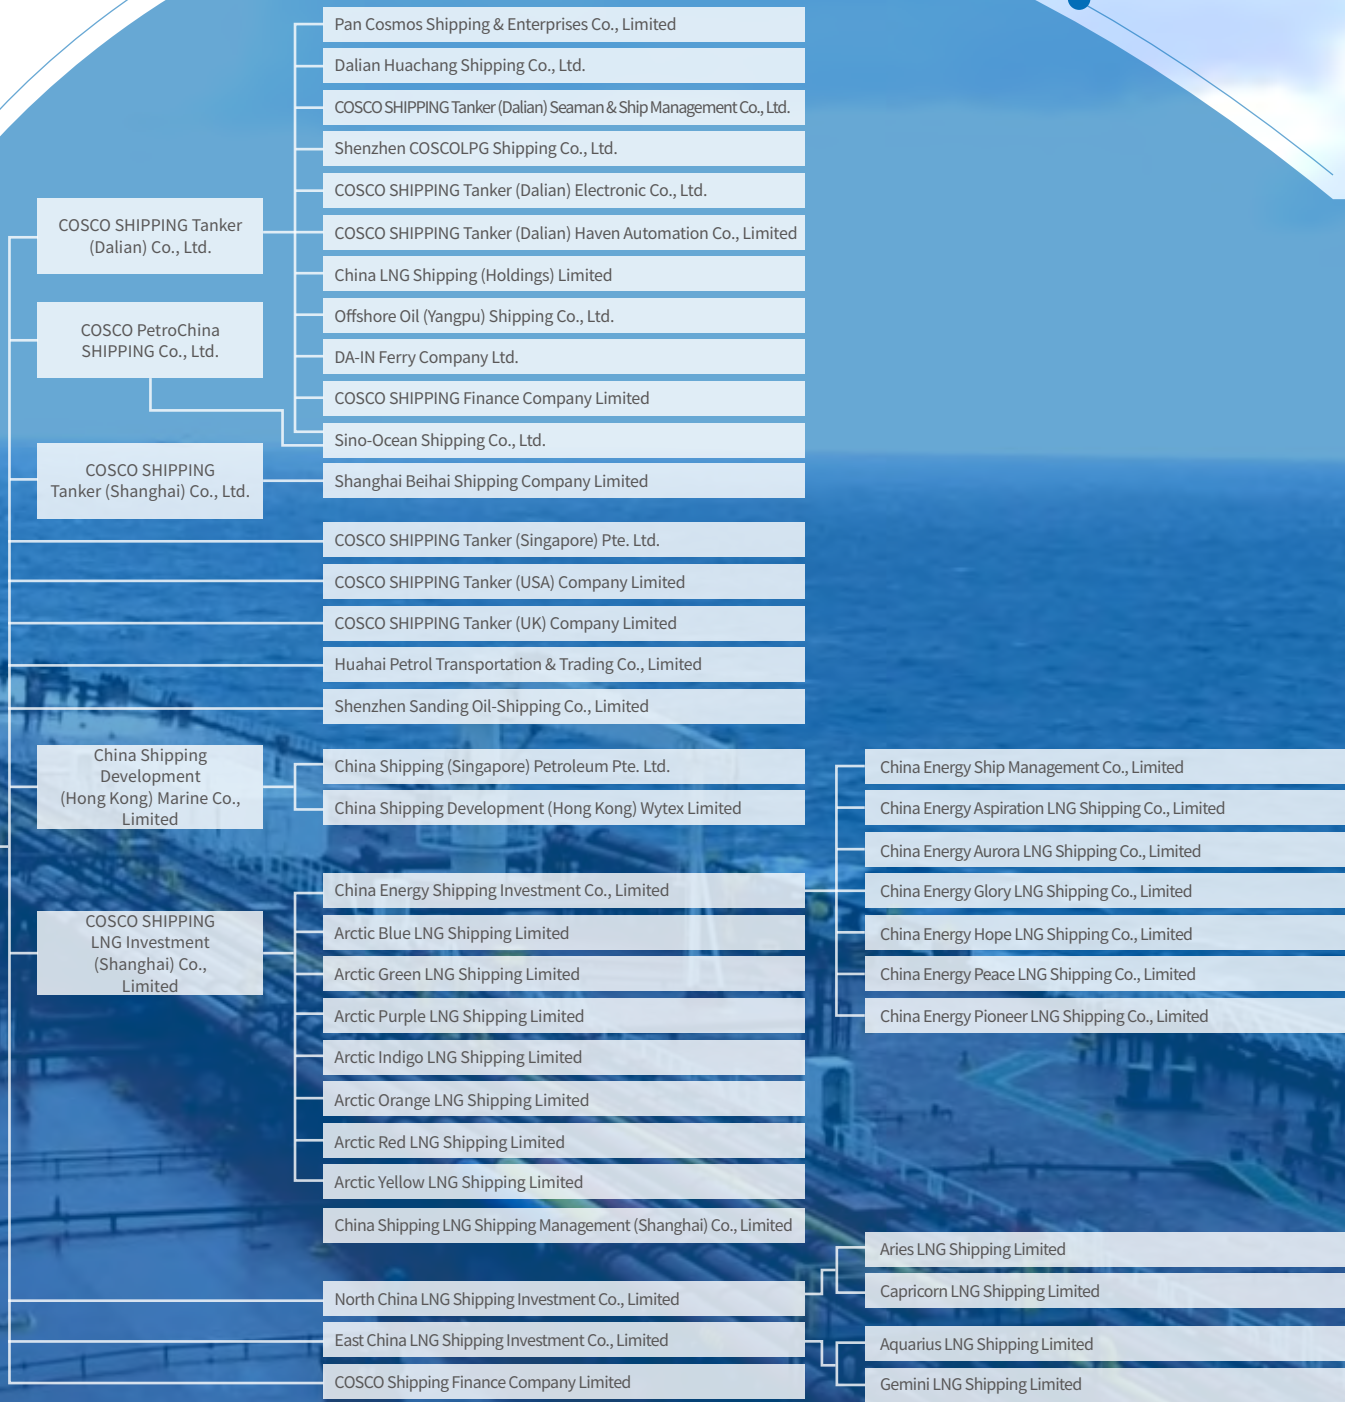 Pan Cosmos Shipping & Enterprises Co., Limited
Dalian Huachang Shipping Co., Ltd.
COSCO SHIPPING Tanker (Dalian) Seaman & Ship Management Co., Ltd.
Shenzhen COSCOLPG Shipping Co., Ltd.
COSCO SHIPPING Tanker (Dalian) Electronic Co., Ltd.
COSCO SHIPPING Tanker
(Dalian) Co., Ltd.
COSCO SHIPPING Tanker (Dalian) Haven Automation Co., Limited
China LNG Shipping (Holdings) Limited
Offshore Oil (Yangpu) Shipping Co., Ltd.
COSCO PetroChina
SHIPPING Co., Ltd.
DA-IN Ferry Company Ltd.
COSCO SHIPPING Finance Company Limited
Sino-Ocean Shipping Co., Ltd.
COSCO SHIPPING
Tanker (Shanghai) Co., Ltd.
Shanghai Beihai Shipping Company Limited
COSCO SHIPPING Tanker (Singapore) Pte. Ltd.
COSCO SHIPPING Tanker (USA) Company Limited
COSCO SHIPPING Tanker (UK) Company Limited
Huahai Petrol Transportation & Trading Co., Limited
Shenzhen Sanding Oil-Shipping Co., Limited
China Shipping
Development
(Hong Kong) Marine Co.,
Limited
China Shipping (Singapore) Petroleum Pte. Ltd.
China Shipping Development (Hong Kong) Wytex Limited
China Energy Ship Management Co., Limited
China Energy Aspiration LNG Shipping Co., Limited
China Energy Aurora LNG Shipping Co., Limited
China Energy Glory LNG Shipping Co., Limited
China Energy Hope LNG Shipping Co., Limited
China Energy Peace LNG Shipping Co., Limited
China Energy Pioneer LNG Shipping Co., Limited
COSCO SHIPPING
LNG Investment
(Shanghai) Co.,
Limited
China Energy Shipping Investment Co., Limited
Arctic Blue LNG Shipping Limited
Arctic Green LNG Shipping Limited
Arctic Purple LNG Shipping Limited
Arctic Indigo LNG Shipping Limited
Arctic Orange LNG Shipping Limited
Arctic Red LNG Shipping Limited
Arctic Yellow LNG Shipping Limited
China Shipping LNG Shipping Management (Shanghai) Co., Limited
Aries LNG Shipping Limited
Capricorn LNG Shipping Limited
North China LNG Shipping Investment Co., Limited
East China LNG Shipping Investment Co., Limited
Aquarius LNG Shipping Limited
COSCO Shipping Finance Company Limited
Gemini LNG Shipping Limited